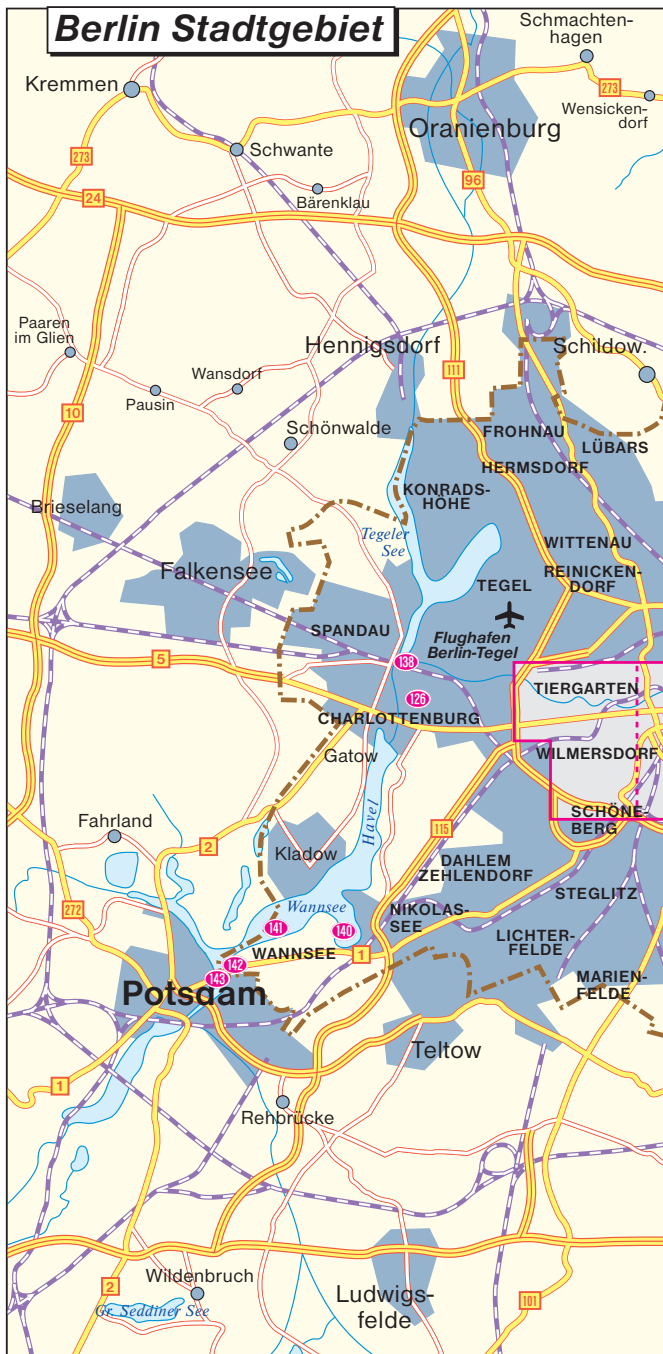 Berlin Stadtgebiet
Schmachten-
hagen
Kremmen
273
Wensicken-
dorf
Oranienburg
273
Schwante
96
24
Bärenklau
Paaren
im Glien
Hennigsdorf
Schildow.
111
Wansdorf
Pausin
10
Schönwalde
FROHNAU
LÜBARS
HERMSDORF
KONRADS-
HÖHE
Brieselang
Tegeler
See
WITTENAU
Falkensee
REINICKEN-
DORF
TEGEL
SPANDAU
Flughafen
Berlin-Tegel
5
138
TIERGARTEN
126
CHARLOTTENBURG
Gatow
WILMERSDORF
Havel
Fahrland
2
115
SCHÖNE-
BERG
Kladow
DAHLEM
ZEHLENDORF
STEGLITZ
272
Wannsee
NIKOLAS-
SEE
141
140
LICHTER-
FELDE
WANNSEE
1
142
143
MARIEN-
FELDE
Potsdam
Teltow
1
Rehbrücke
Wildenbruch
2
Gr. Seddiner See
Ludwigs-
felde
101